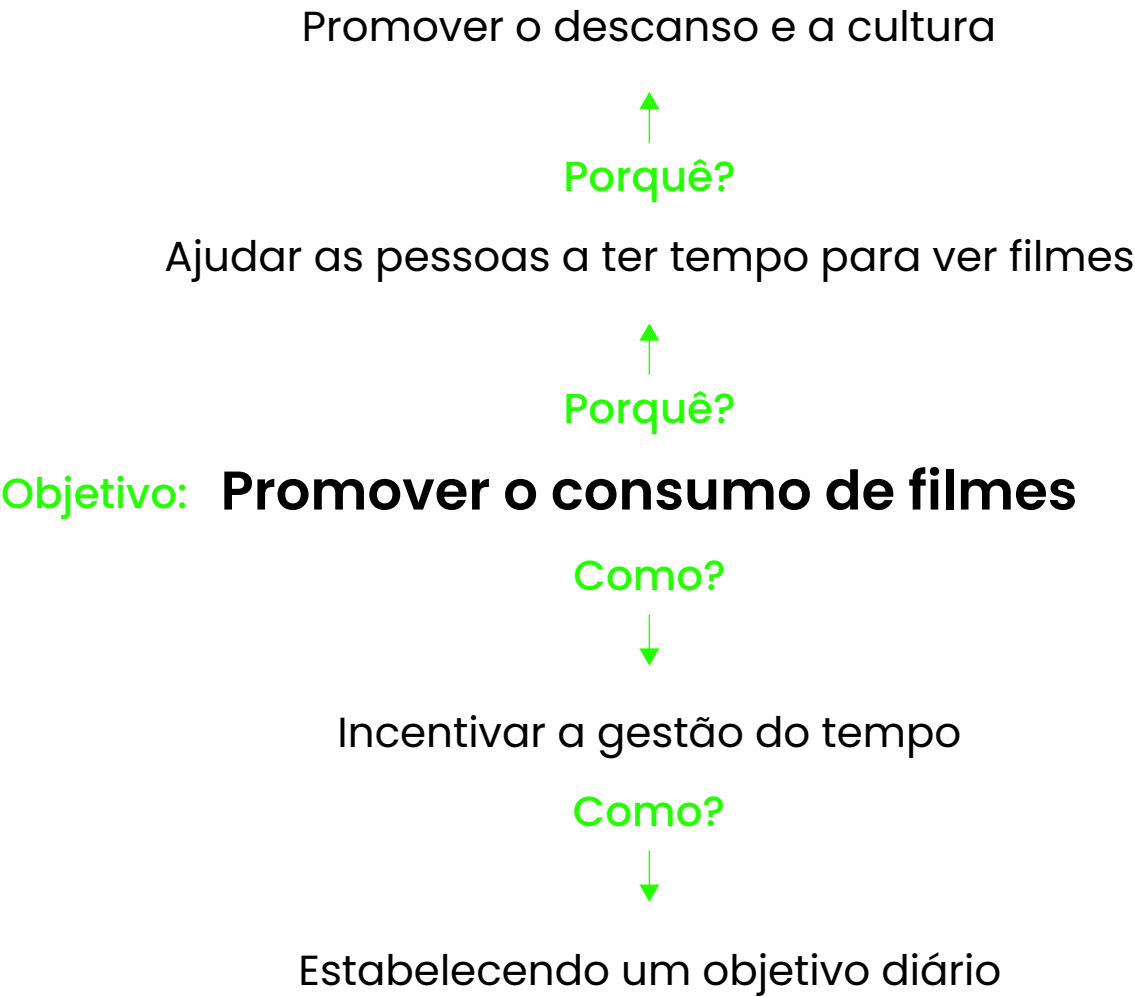 Promover o descanso e a cultura
Porquê?
Ajudar as pessoas a ter tempo para ver filmes
Porquê?
Objetivo: Promover o consumo de filmes
Como?
Incentivar a gestão do tempo
Como?
Estabelecendo um objetivo diário